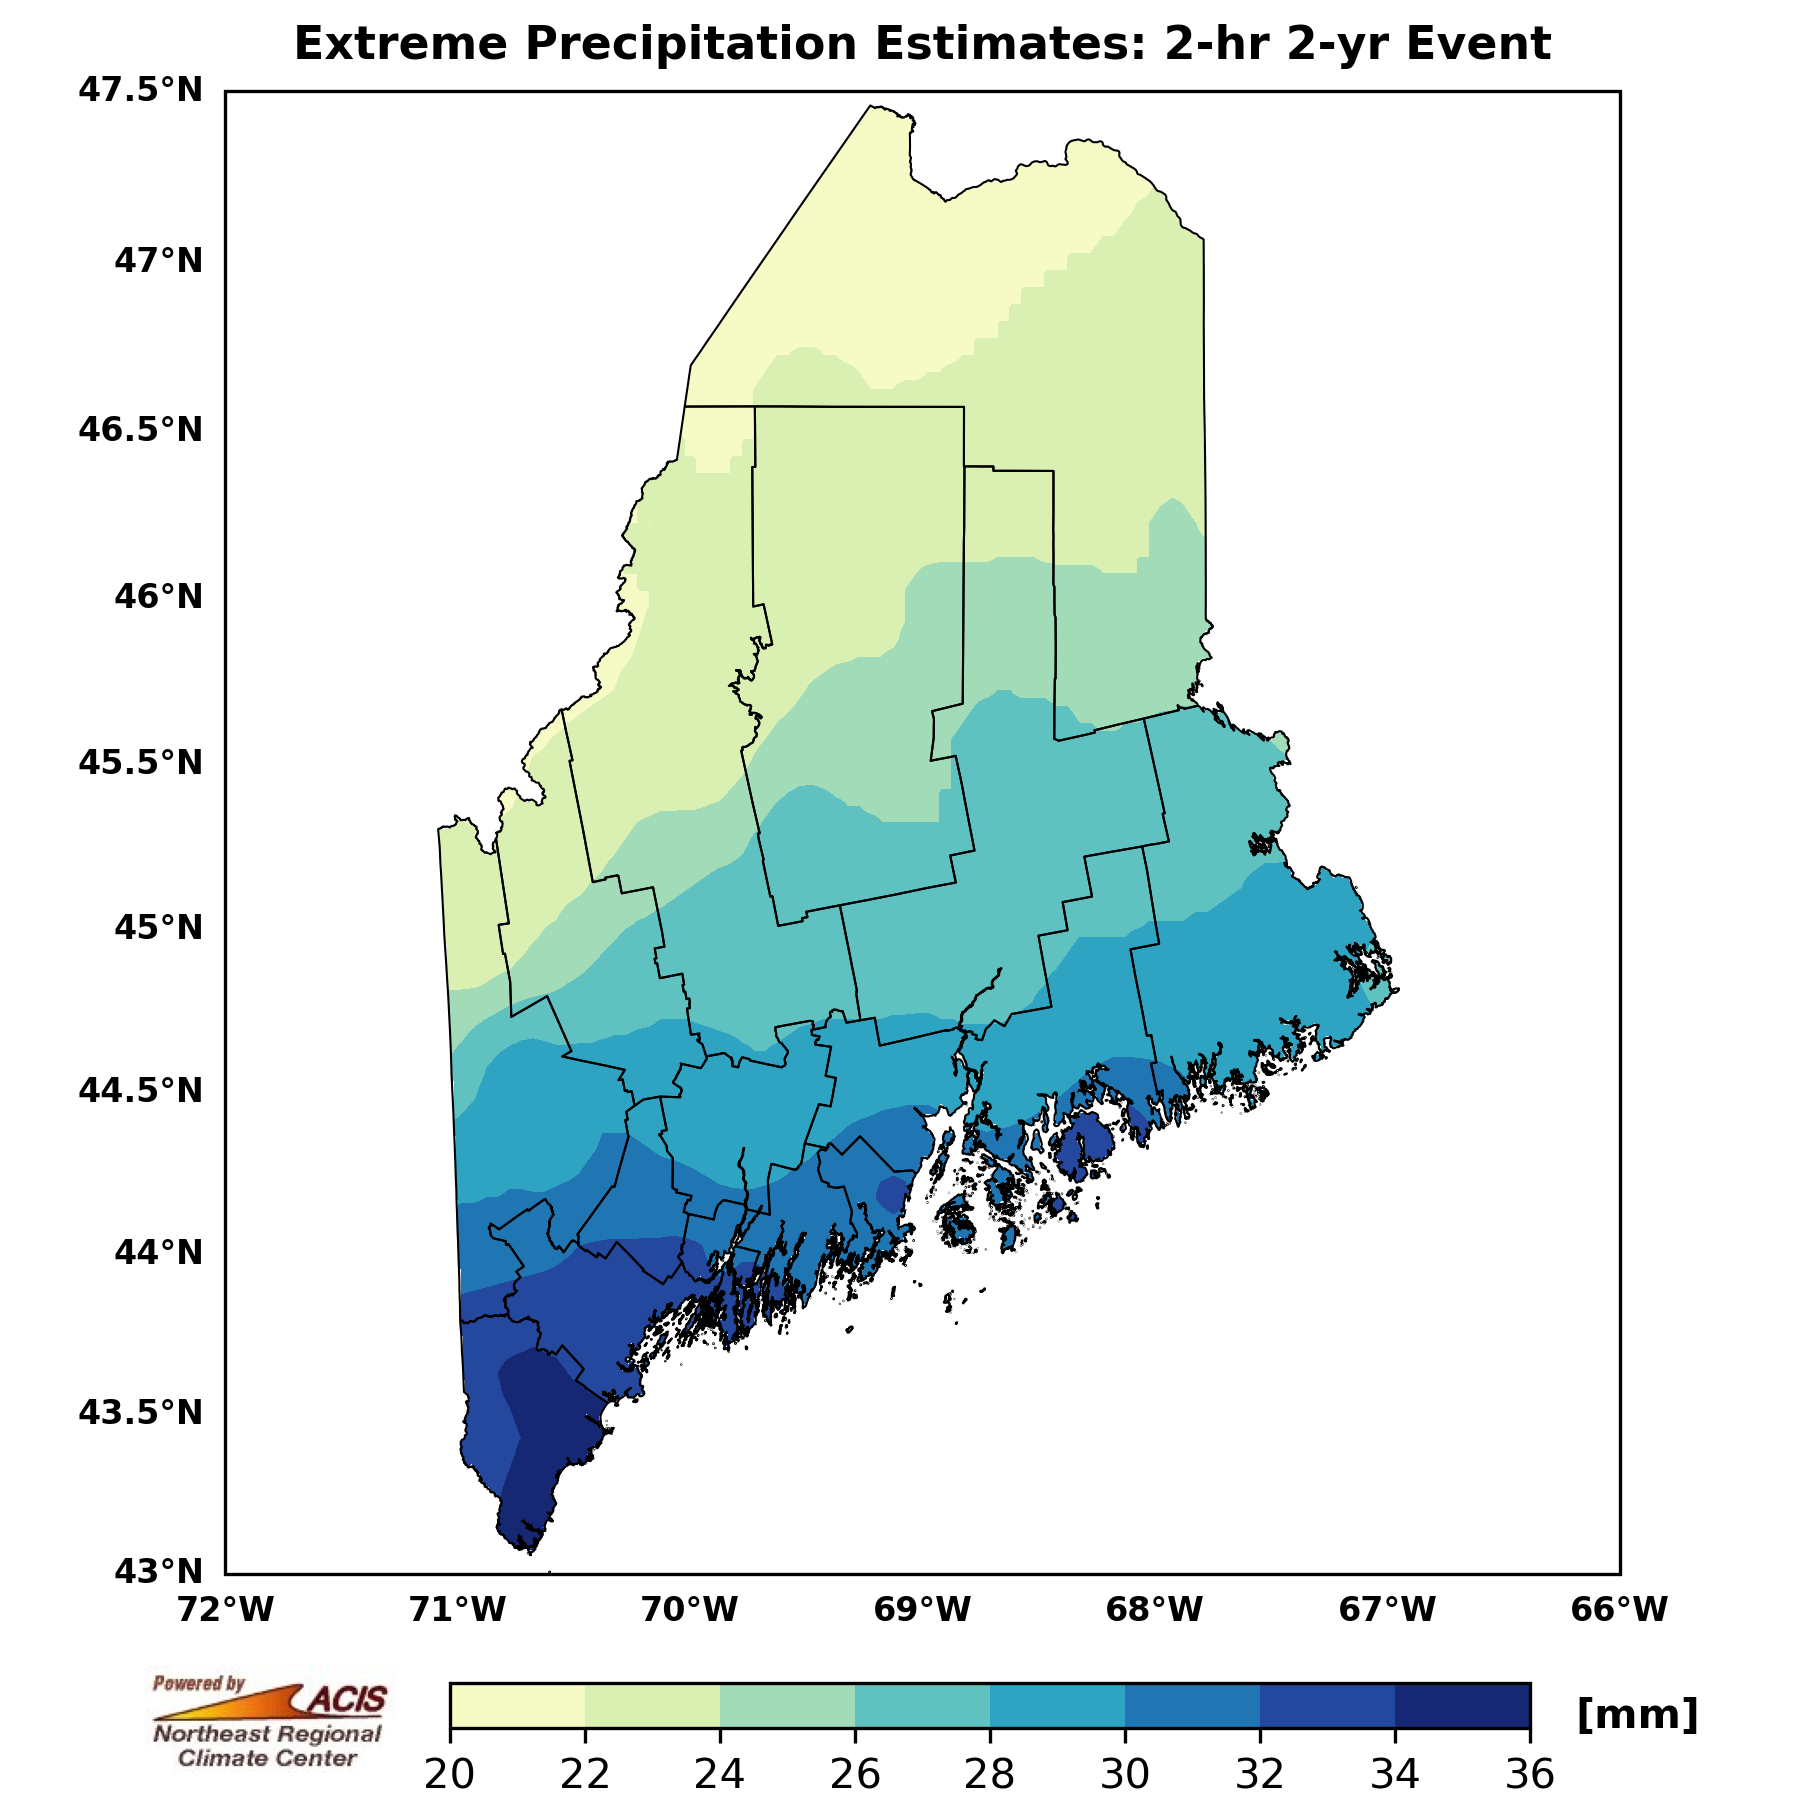 Extreme Precipitation Estimates: 2-hr 2-yr Event
47.5°N
47°N
46.5°N
46°N
45.5°N
45°N
44.5°N
44°N
43.5°N
43°N
72°W 71°W 70°W 69°W 68°W 67°W 66°W
Powered by
ACIS
Northeast Regional
Climate Center
[mm]
20 22 24 26 28 30 32 34 36